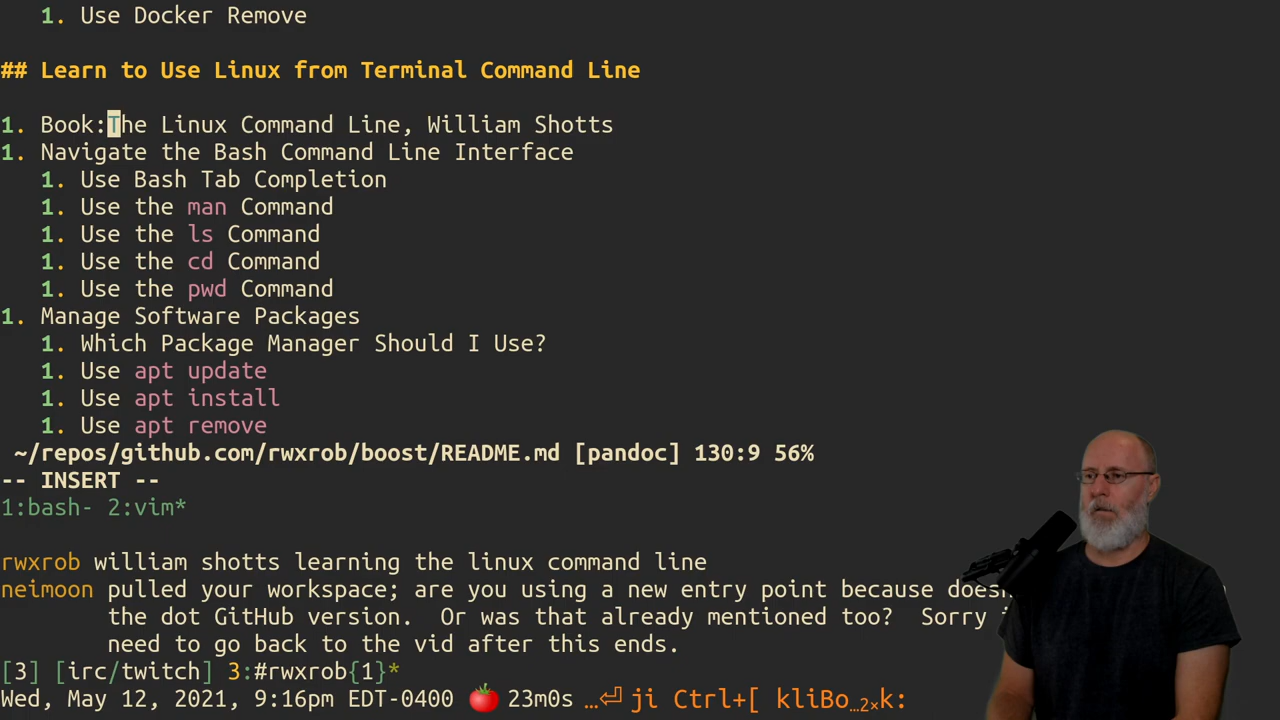 1. Use Docker Remove
## Learn to Use Linux from Terminal Command Line
1. Book:The Linux Command Line, William Shotts
1. Navigate the Bash Command Line Interface
1. Use Bash Tab Completion
1. Use the man Command
1. Use the ls Command
1. Use the cd Command
1. Use the pwd Command
1. Manage Software Packages
1. Which Package Manager Should I Use?
1. Use apt update
1. Use apt install
1. Use apt remove
~/repos/github.com/rwxrob/boost/README.md [pandoc] 130:9 56%
-- INSERT --
1:bash- 2:vim*
rwxrob william shotts learning the linux command line
neimoon pulled your workspace; are you using a new entry point because
the dot GitHub version. Or was that already mentioned too? Sorry
need to go back to the vid after this ends.
[3] [irc/twitch] 3:#rwxrob{1}*
Wed, May 12, 2021, 9:16pm EDT-0400 🍅 23m0s …⏎ ji Ctrl+[ kliBo…2×k: